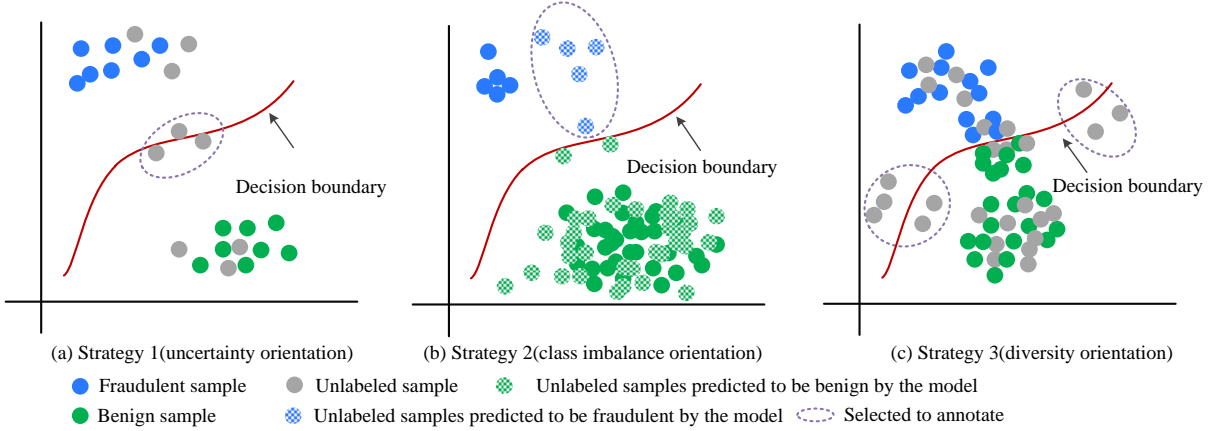 Decision boundary
Decision boundary
Decision boundary
(a) Strategy 1(uncertainty orientation)
(b) Strategy 2(class imbalance orientation)
(c) Strategy 3(diversity orientation)
Fraudulent sample
Unlabeled sample
Unlabeled samples predicted to be benign by the model
Benign sample
Unlabeled samples predicted to be fraudulent by the model
Selected to annotate